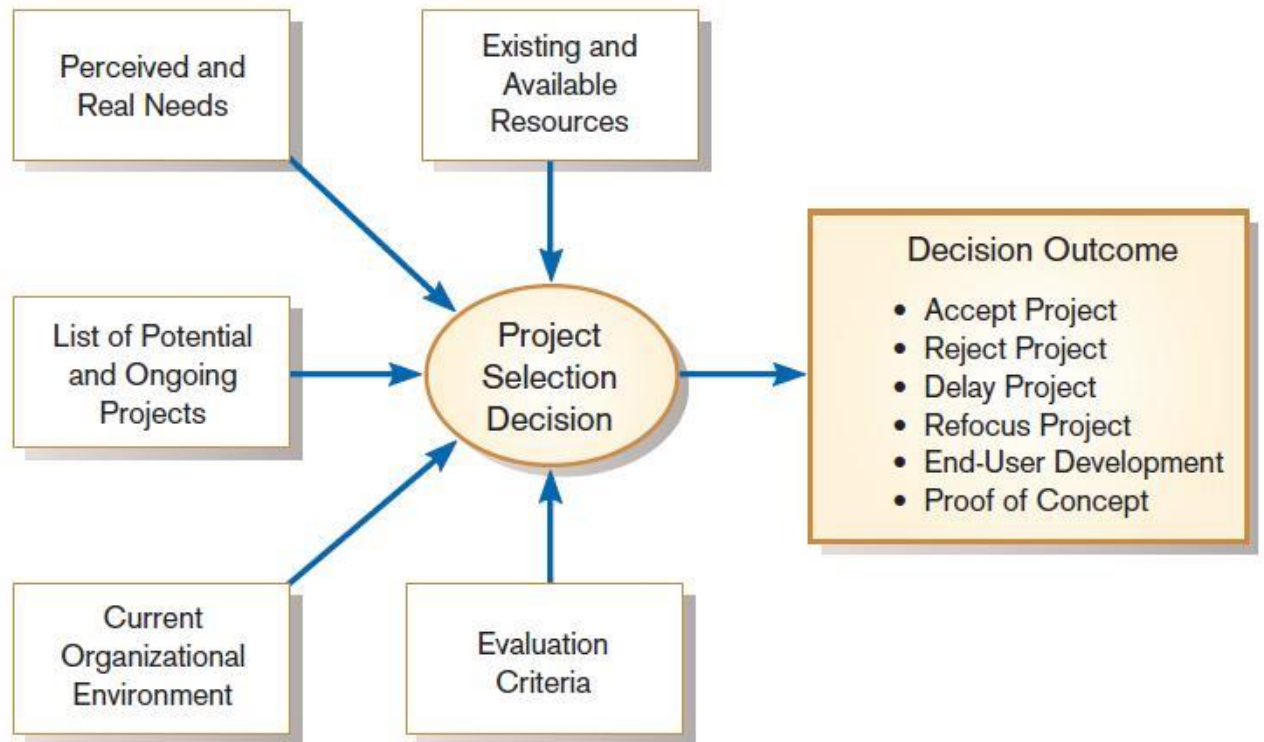 Perceived and
Real Needs
Existing and
Available
Resources
List of Potential
and Ongoing
Projects
Project
Selection
Decision
Decision Outcome
• Accept Project
• Reject Project
• Delay Project
• Refocus Project
• End-User Development
• Proof of Concept
Current
Organizational
Environment
Evaluation
Criteria